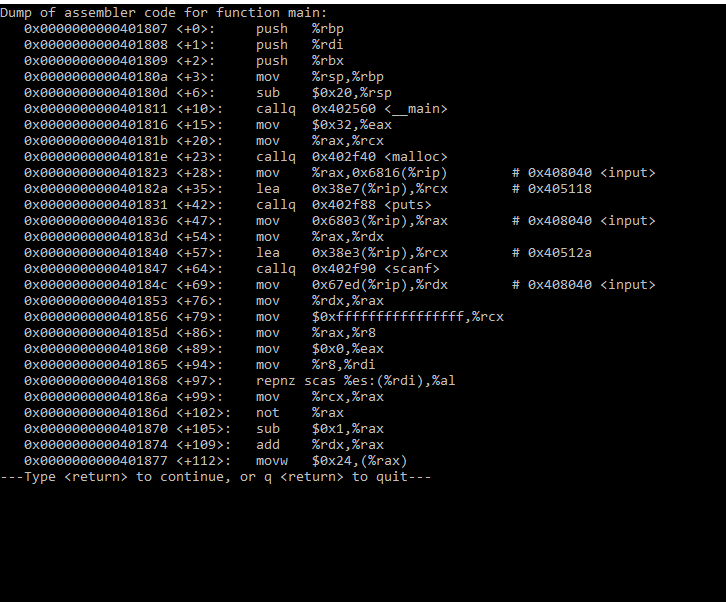 Dump of assembler code for function main:
   0x0000000000401807 <+0>:     push   %rbp
   0x0000000000401808 <+1>:     push   %rdi
   0x0000000000401809 <+2>:     push   %rbx
   0x000000000040180a <+3>:     mov    %rsp,%rbp
   0x000000000040180d <+6>:     sub    $0x20,%rsp
   0x0000000000401811 <+10>:    callq  0x402560 <__main>
   0x0000000000401816 <+15>:    mov    $0x32,%eax
   0x000000000040181b <+20>:    mov    %rax,%rcx
   0x000000000040181e <+23>:    callq  0x402f40 <malloc>
   0x0000000000401823 <+28>:    mov    %rax,0x6816(%rip)        # 0x408040 <input>
   0x000000000040182a <+35>:    lea    0x38e7(%rip),%rcx        # 0x405118
   0x0000000000401831 <+42>:    callq  0x402f88 <puts>
   0x0000000000401836 <+47>:    mov    0x6803(%rip),%rax        # 0x408040 <input>
   0x000000000040183d <+54>:    mov    %rax,%rdx
   0x0000000000401840 <+57>:    lea    0x38e3(%rip),%rcx        # 0x40512a
   0x0000000000401847 <+64>:    callq  0x402f90 <scanf>
   0x000000000040184c <+69>:    mov    0x67ed(%rip),%rdx        # 0x408040 <input>
   0x0000000000401853 <+76>:    mov    %rdx,%rax
   0x0000000000401856 <+79>:    mov    $0xffffffffffffffff,%rcx
   0x000000000040185d <+86>:    mov    %rax,%r8
   0x0000000000401860 <+89>:    mov    $0x0,%eax
   0x0000000000401865 <+94>:    mov    %r8,%rdi
   0x0000000000401868 <+97>:    repnz scas %es:(%rdi),%al
   0x000000000040186a <+99>:    mov    %rcx,%rax
   0x000000000040186d <+102>:   not    %rax
   0x0000000000401870 <+105>:   sub    $0x1,%rax
   0x0000000000401874 <+109>:   add    %rdx,%rax
   0x0000000000401877 <+112>:   movw   $0x24,(%rax)
---Type <return> to continue, or q <return> to quit---